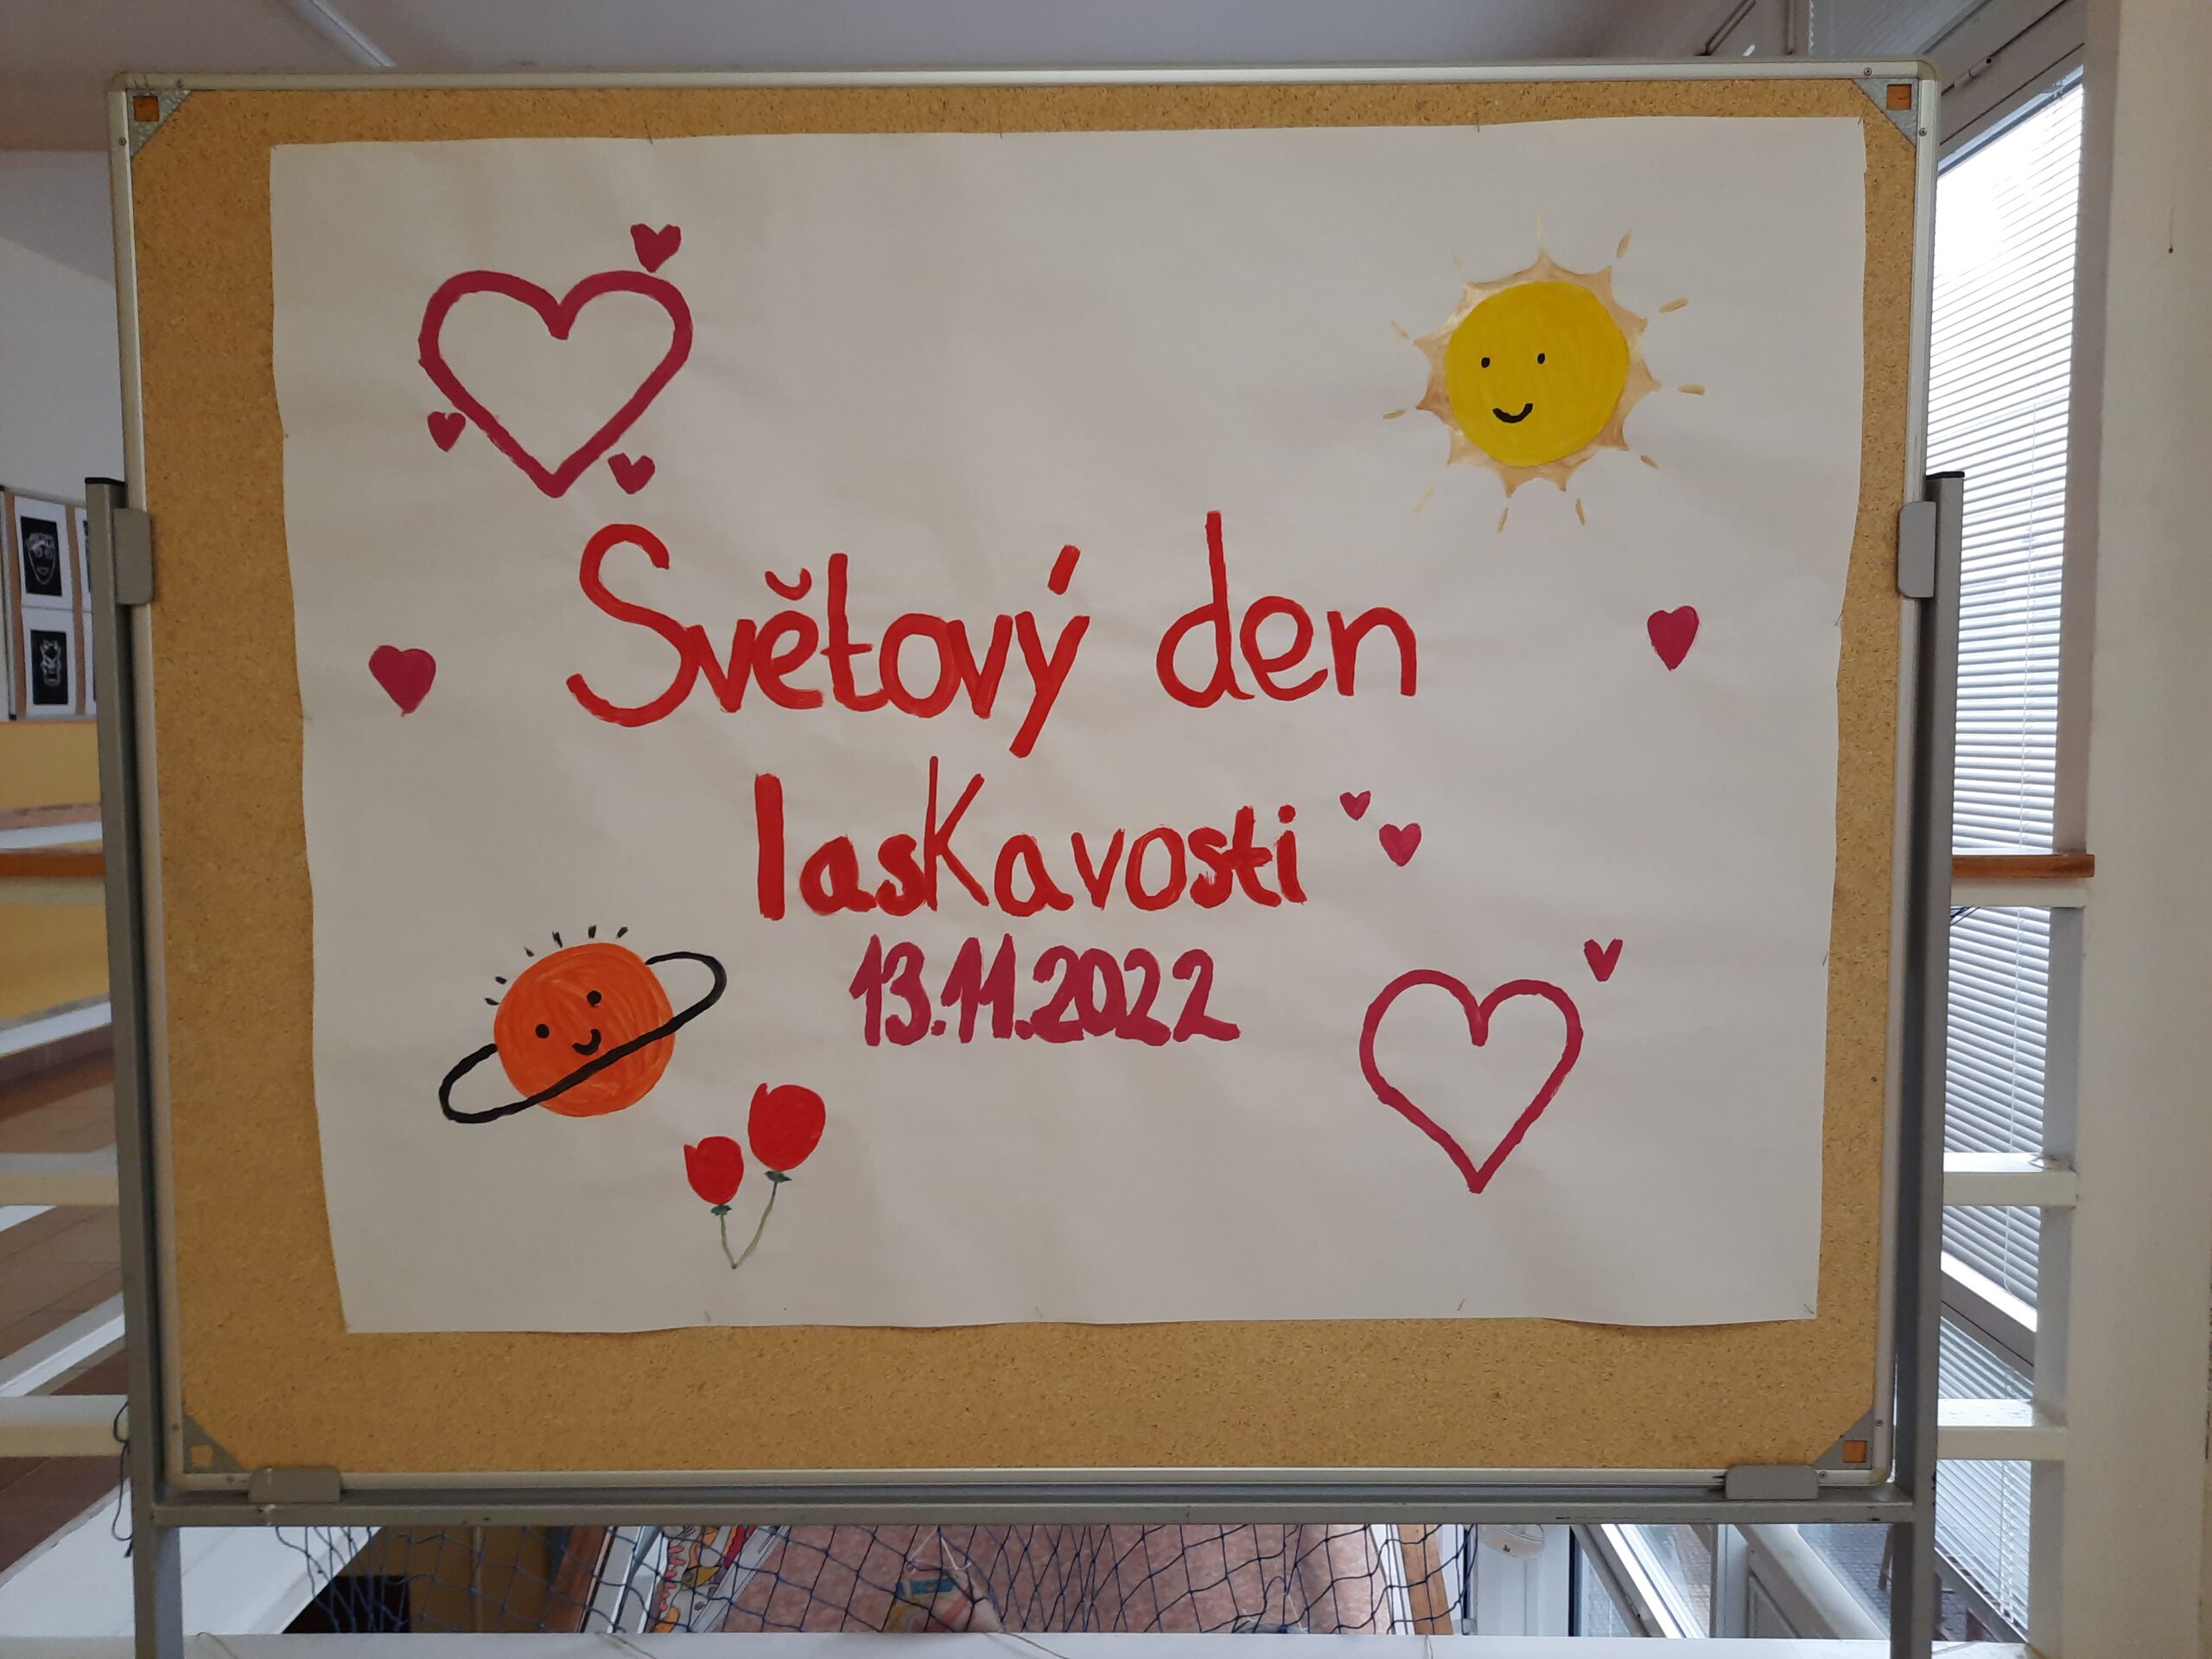 Světový den
laskavosti
13.11.2022